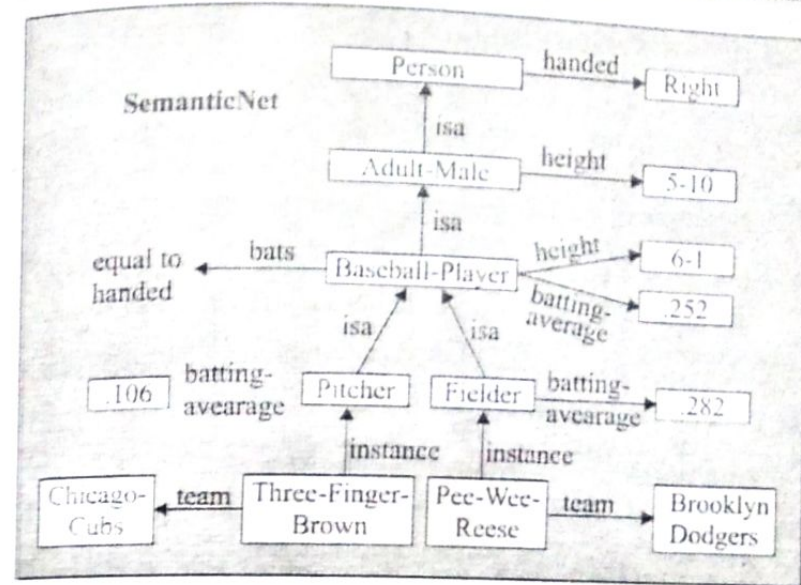 Person
handed
Right
SemanticNet
isa
Adult-Male
height
5-10
isa
equal to
handed
bats
Baseball-Player
height
6-1
batting-
average
.252
isa
isa
.106
batting-
avearage
Pitcher
Fielder
batting-
avearage
.282
instance
instance
Chicago-
Cubs
team
Three-Finger-
Brown
Pee-Wee-
Reese
team
Brooklyn
Dodgers